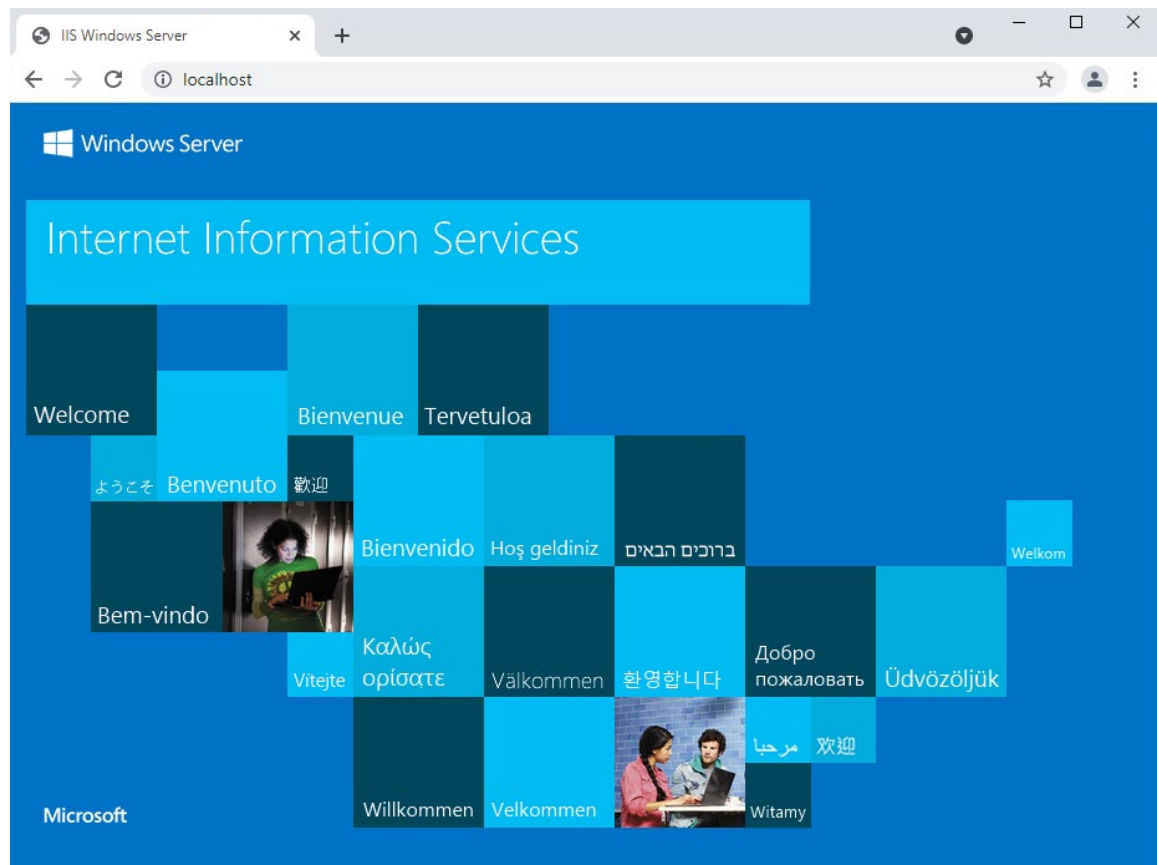 IIS Windows Server
localhost
Windows Server
Internet Information Services
Welcome
Bienvenue
Tervetuloa
ようこそ
Benvenuto
歡迎
Bienvenido
Hoş geldiniz
ברוכים הבאים
Welkom
Bem-vindo
Vítejte
Καλώς
ορίσατε
Välkommen
환영합니다
Добро
пожаловать
Üdvözöljük
مرحبا
欢迎
Microsoft
Willkommen
Velkommen
Witamy